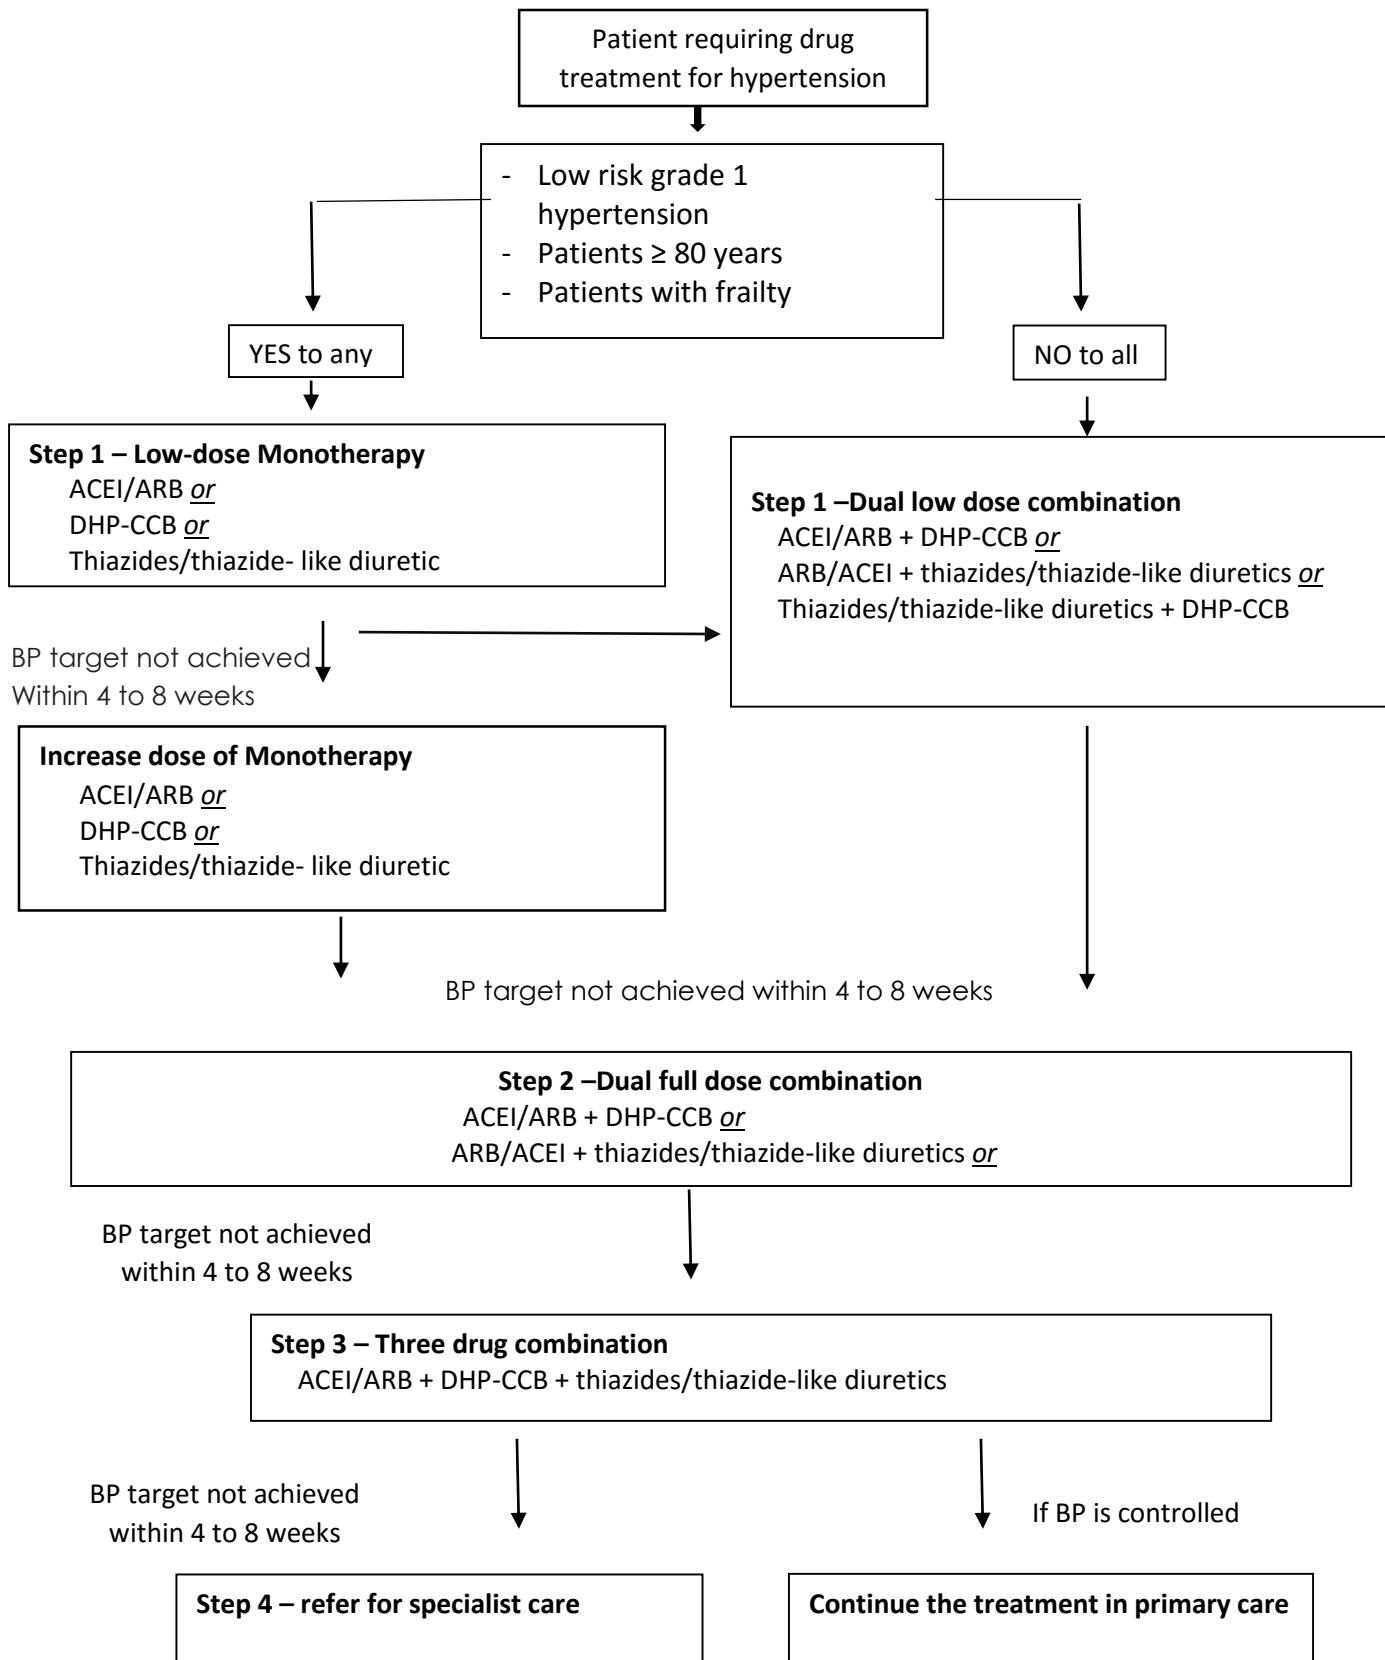 Patient requiring drug
treatment for hypertension
- Low risk grade 1
hypertension
- Patients ≥ 80 years
- Patients with frailty
YES to any
NO to all
Step 1 – Low-dose Monotherapy
ACEI/ARB or
DHP-CCB or
Thiazides/thiazide- like diuretic
Step 1 –Dual low dose combination
ACEI/ARB + DHP-CCB or
ARB/ACEI + thiazides/thiazide-like diuretics or
Thiazides/thiazide-like diuretics + DHP-CCB
BP target not achieved
Within 4 to 8 weeks
Increase dose of Monotherapy
ACEI/ARB or
DHP-CCB or
Thiazides/thiazide- like diuretic
BP target not achieved within 4 to 8 weeks
Step 2 –Dual full dose combination
ACEI/ARB + DHP-CCB or
ARB/ACEI + thiazides/thiazide-like diuretics or
BP target not achieved
within 4 to 8 weeks
Step 3 – Three drug combination
ACEI/ARB + DHP-CCB + thiazides/thiazide-like diuretics
BP target not achieved
within 4 to 8 weeks
If BP is controlled
Step 4 – refer for specialist care
Continue the treatment in primary care